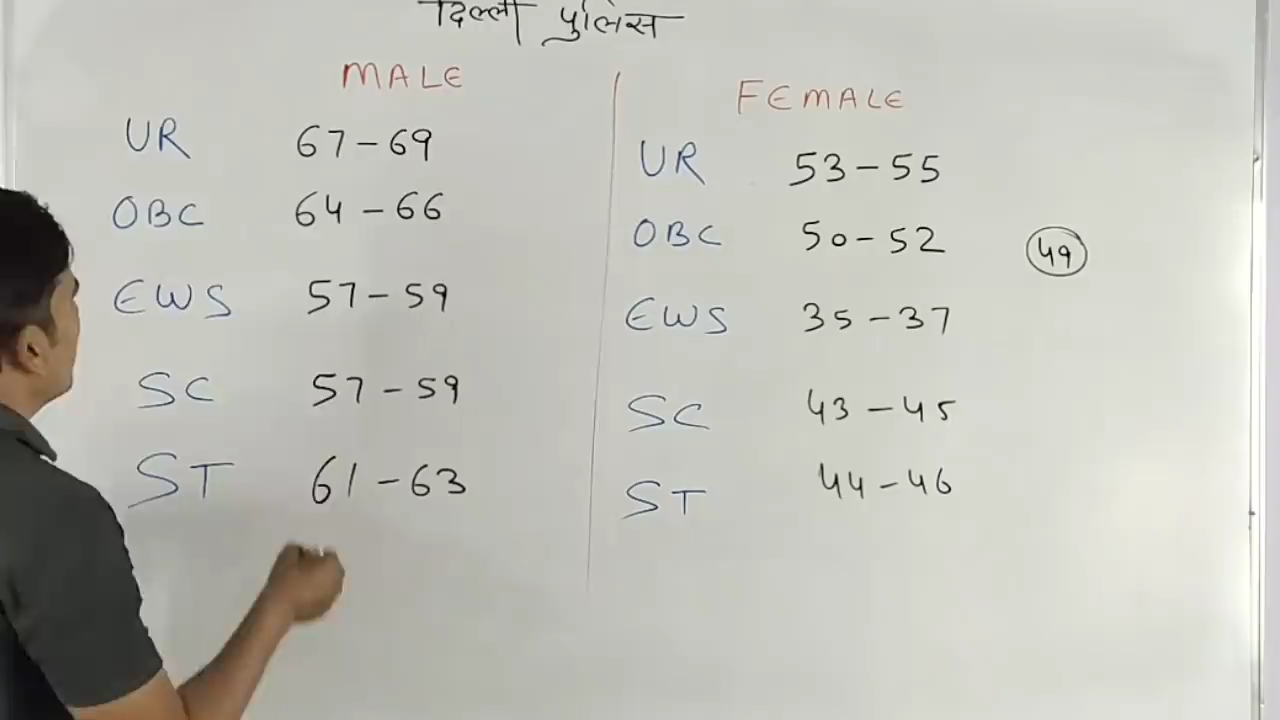 दिल्ली पुलिस
MALE
UR 67-69
OBC 64-66
EWS 57-59
SC 57-59
ST 61-63
FEMALE
UR 53-55
OBC 50-52
49
EWS 35-37
SC 43-45
ST 44-46